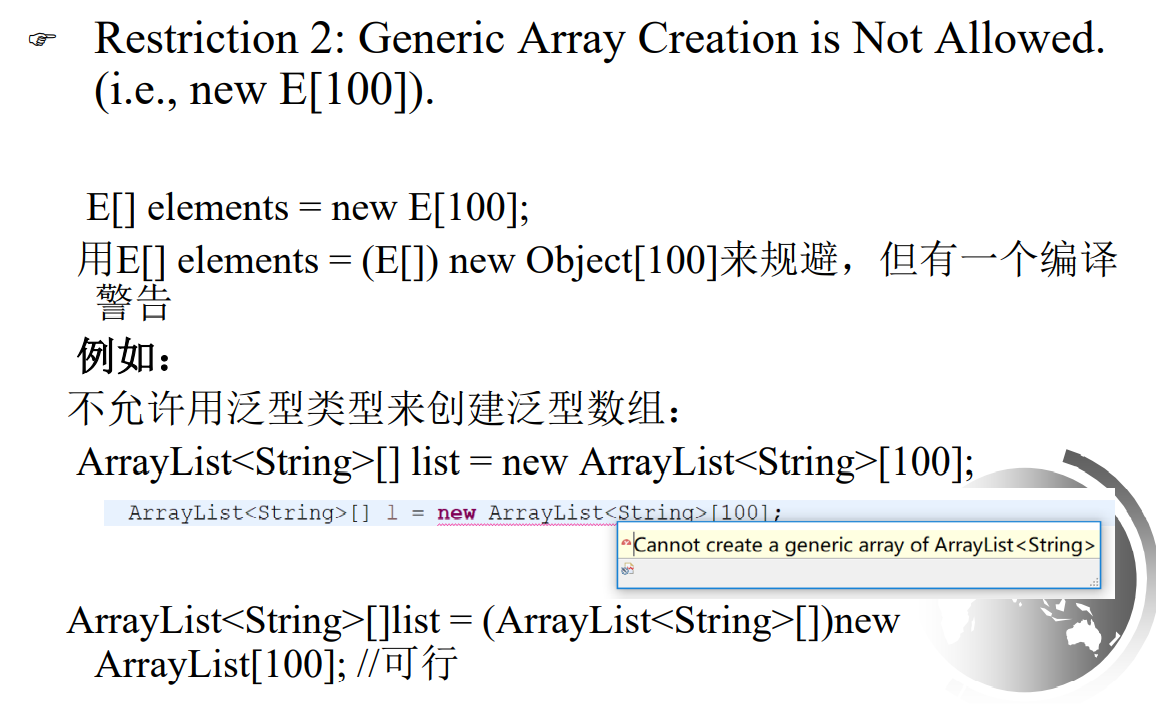 ☞ Restriction 2: Generic Array Creation is Not Allowed.
(i.e., new E[100]).
E[] elements = new E[100];
用E[] elements = (E[]) new Object[100]来规避，但有一个编译
警告
例如：
不允许用泛型类型来创建泛型数组：
ArrayList<String>[] list = new ArrayList<String>[100];
ArrayList<String>[] l = new ArrayList<String>[100];
Cannot create a generic array of ArrayList<String>
ArrayList<String>[]list = (ArrayList<String>[])new
ArrayList[100]; //可行